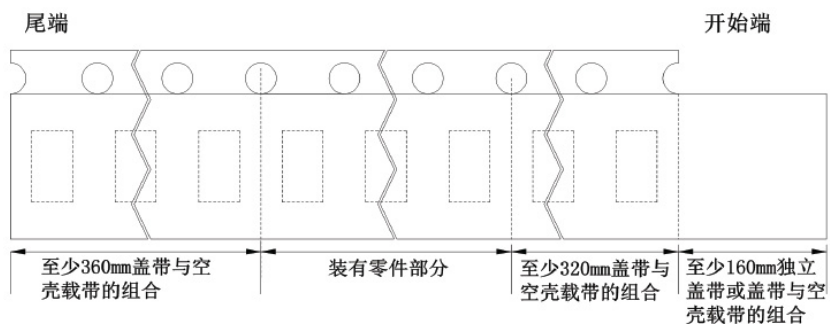 尾端
开始端
至少360mm盖带与空
壳载带的组合
装有零件部分
至少320mm盖带与
空壳载带的组合
至少160mm独立
盖带或盖带与空
壳载带的组合